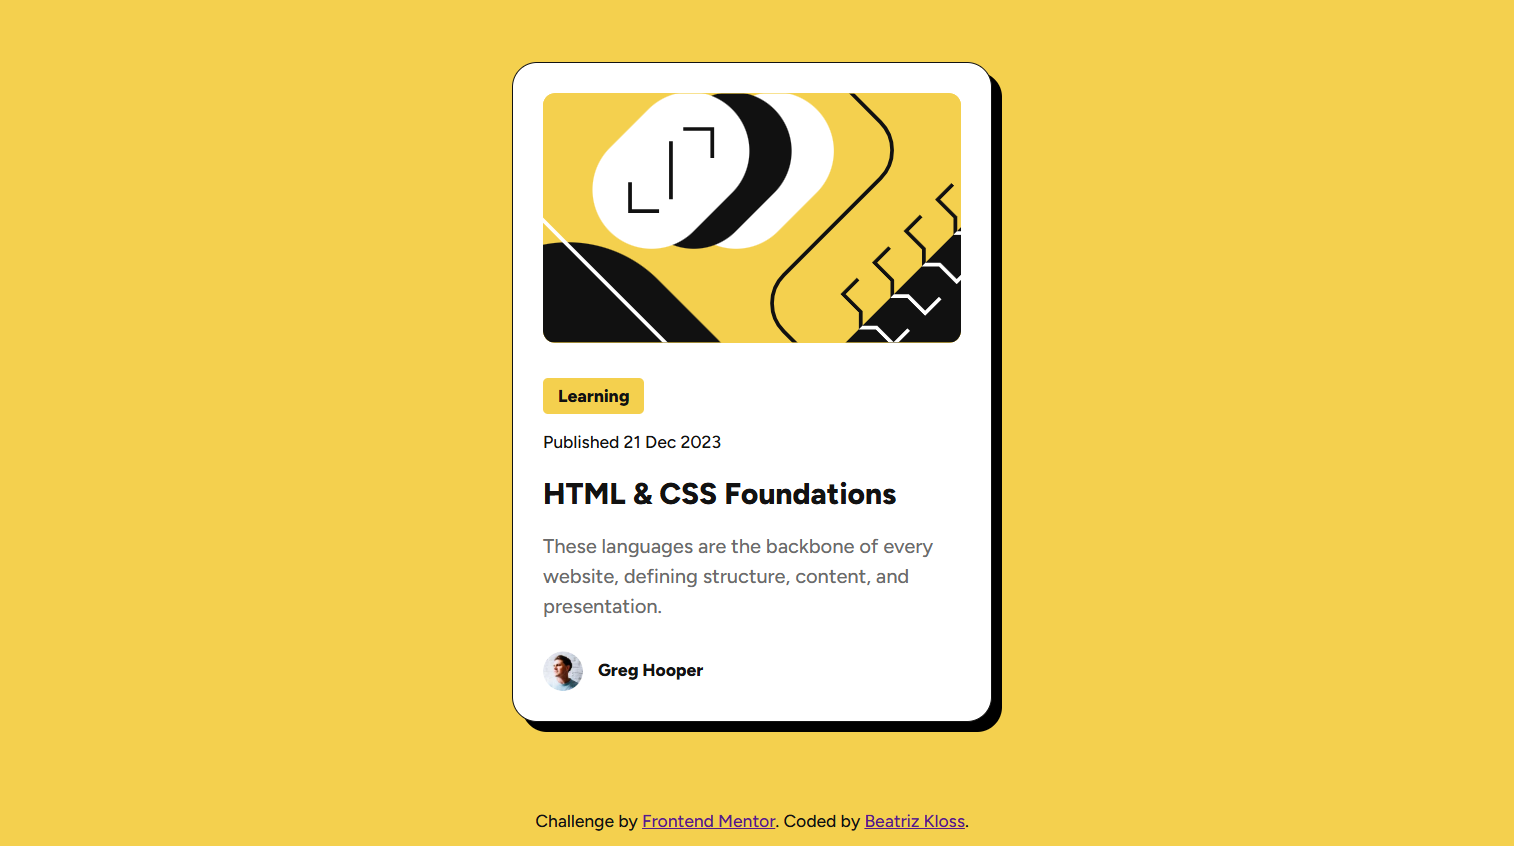 Learning
Published 21 Dec 2023
HTML & CSS Foundations
These languages are the backbone of every
website, defining structure, content, and
presentation.
Greg Hooper
Challenge by Frontend Mentor. Coded by Beatriz Kloss.